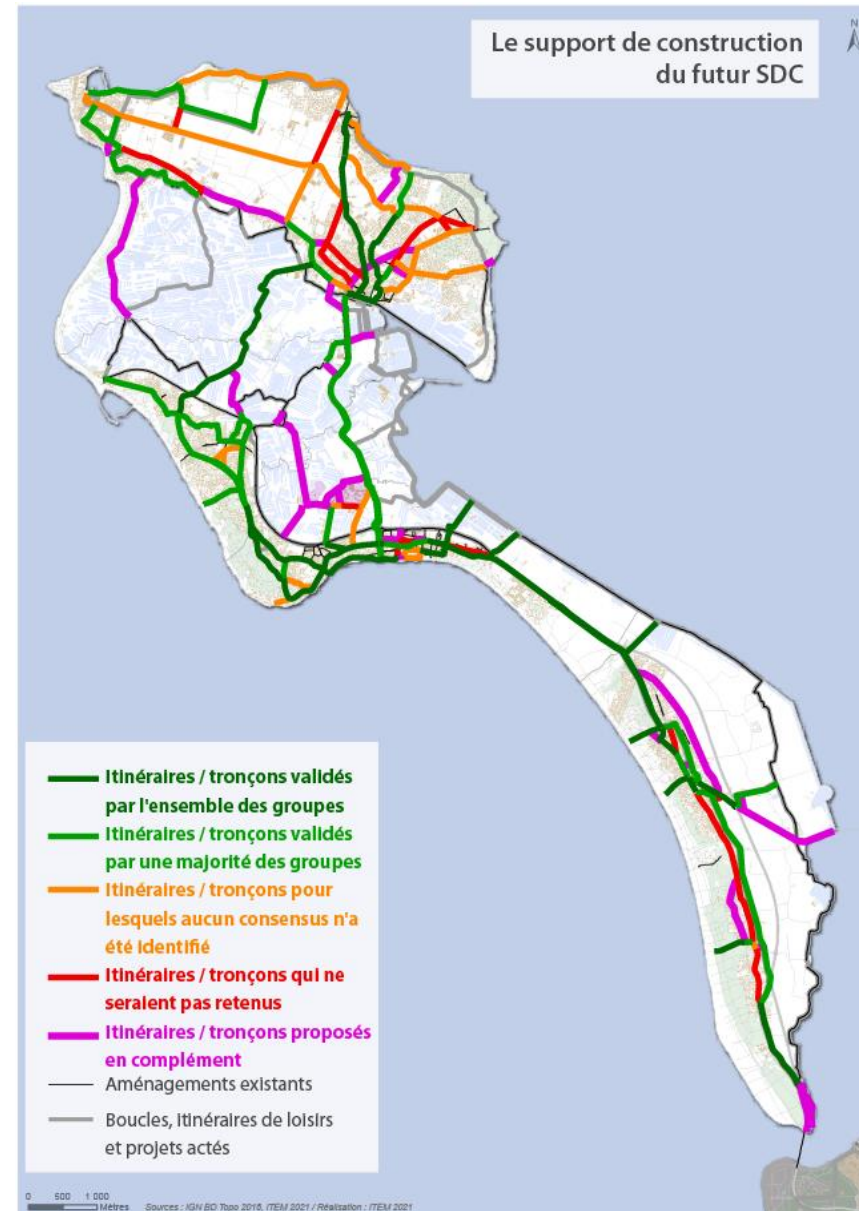 Le support de construction
du futur SDC
N
Itinéraires / tronçons validés
par l'ensemble des groupes
Itinéraires / tronçons validés
par une majorité des groupes
Itinéraires / tronçons pour
lesquels aucun consensus n'a
été identifié
Itinéraires / tronçons qui ne
seraient pas retenus
Itinéraires / tronçons proposés
en complément
Aménagements existants
Boucles, itinéraires de loisirs
et projets actés
0 500 1 000
Mètres Sources : IGN BD Topo 2016, ITEM 2021 / Réalisation : ITEM 2021